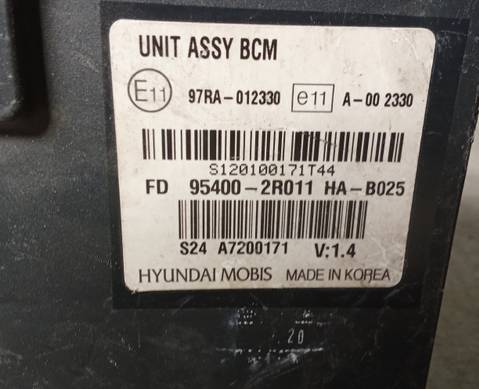 UNIT ASSY BCM
E11 97RA-012330 e11 A-00 2330
S120100171T44
FD 95400-2R011 HA-B025
S24 A7200171 V:1.4
HYUNDAI MOBIS MADE IN KOREA
20